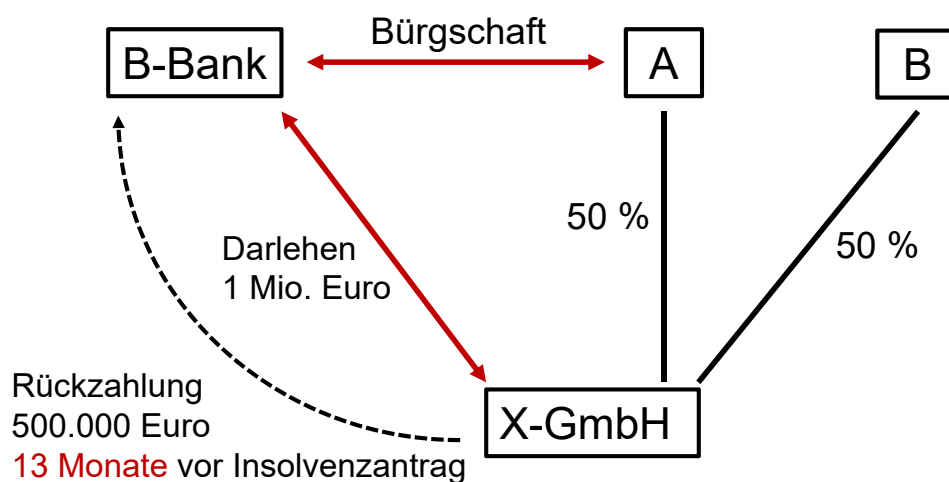 Bürgschaft
B-Bank
A
B
50 %
50 %
Darlehen
1 Mio. Euro
Rückzahlung
500.000 Euro
13 Monate vor Insolvenzantrag
X-GmbH